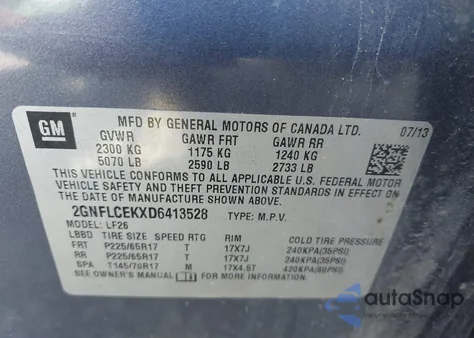 GM
MFD BY GENERAL MOTORS OF CANADA LTD. 07/13
GVWR GAWR FRT GAWR RR
2300 KG 1175 KG 1240 KG
5070 LB 2590 LB 2733 LB
THIS VEHICLE CONFORMS TO ALL APPLICABLE U.S. FEDERAL
VEHICLE SAFETY AND THEFT PREVENTION STANDARDS
IN EFFECT ON THE
DATE OF MANUFACTURE SHOWN ABOVE.
2GNFLCEKXD6413528 TYPE: M.P.V.
MODEL: LF26
LBBD TIRE SIZE SPEED RTG RIM COLD TIRE PRESSURE
FRT P225/65R17 T 17X7J 240KPA(35PSI)
RR P225/65R17 T 17X7J 240KPA(35PSI)
SPA T145/70R17 M 17X4.5T 420KPA(60PSI)
SEE OWNER'S MANUAL FOR ADDITIONAL INFORMATION
autoSnap